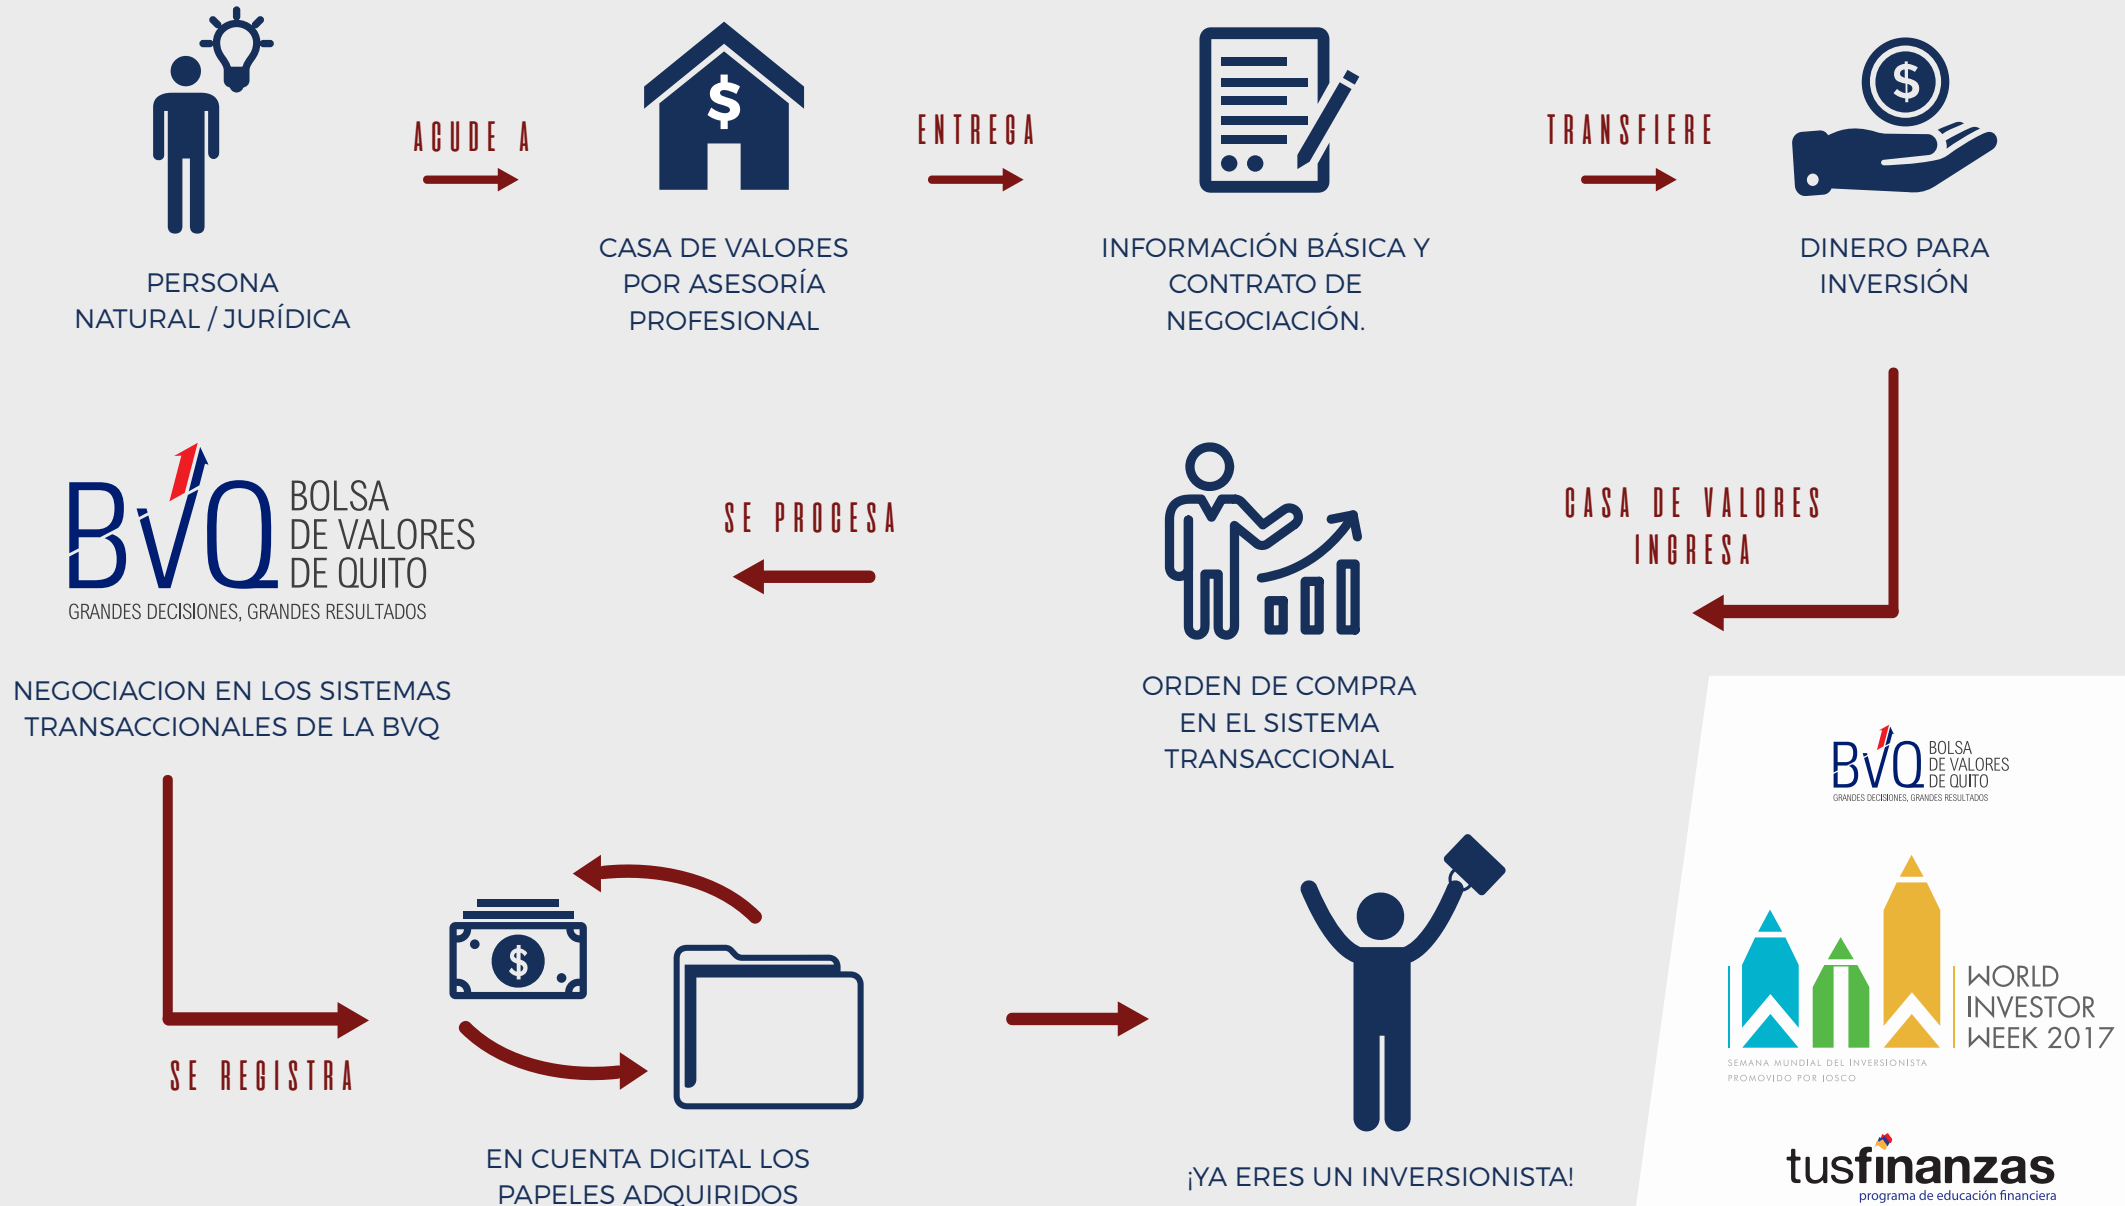 ACUDE A
ENTREGA
TRANSFIERE
PERSONA
NATURAL / JURÍDICA
CASA DE VALORES
POR ASESORÍA
PROFESIONAL
INFORMACIÓN BÁSICA Y
CONTRATO DE
NEGOCIACIÓN.
DINERO PARA
INVERSIÓN
CASA DE VALORES
INGRESA
ORDEN DE COMPRA
EN EL SISTEMA
TRANSACCIONAL
SE PROCESA
BVQ
BOLSA
DE VALORES
DE QUITO
GRANDES DECISIONES, GRANDES RESULTADOS
NEGOCIACION EN LOS SISTEMAS
TRANSACCIONALES DE LA BVQ
SE REGISTRA
EN CUENTA DIGITAL LOS
PAPELES ADQUIRIDOS
¡YA ERES UN INVERSIONISTA!
BVQ
BOLSA
DE VALORES
DE QUITO
GRANDES DECISIONES, GRANDES RESULTADOS
WORLD
INVESTOR
WEEK 2017
SEMANA MUNDIAL DEL INVERSIONISTA
PROMOVIDO POR IOSCO
tusfinanzas
programa de educación financiera